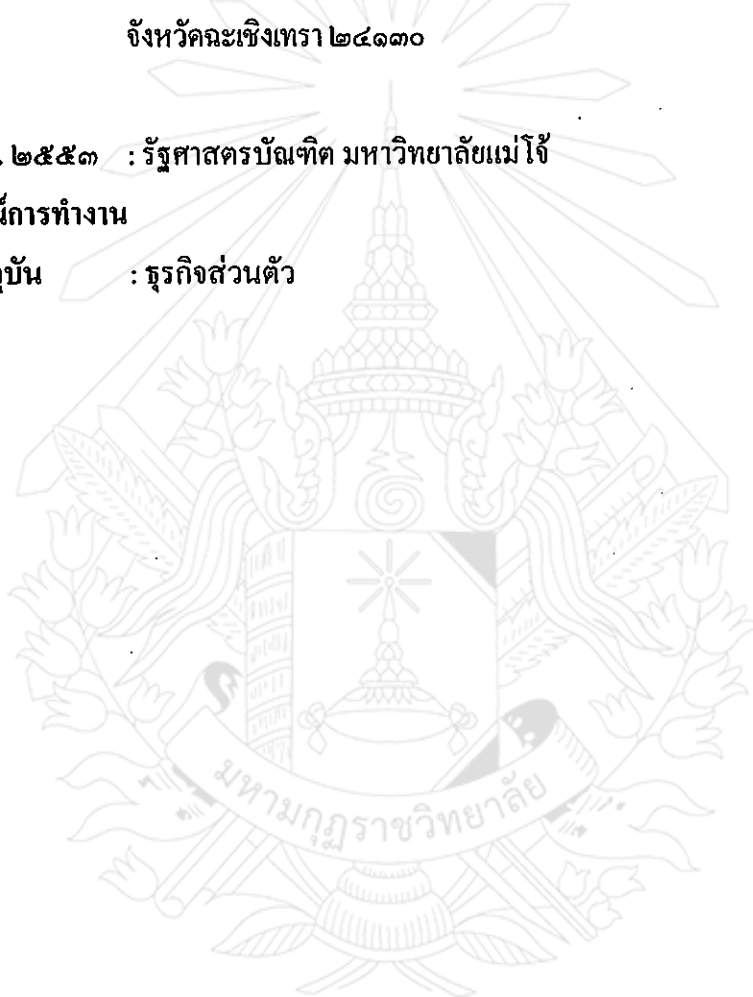 จังหวัดฉะเชิงเทรา ๒๔๑๓๐
. ๒๕๕๓ : รัฐศาสตรบัณฑิต มหาวิทยาลัยแม่โจ้
การทำงาน
: ธุรกิจส่วนตัว
มหามกุฏราชวิทยาลัย